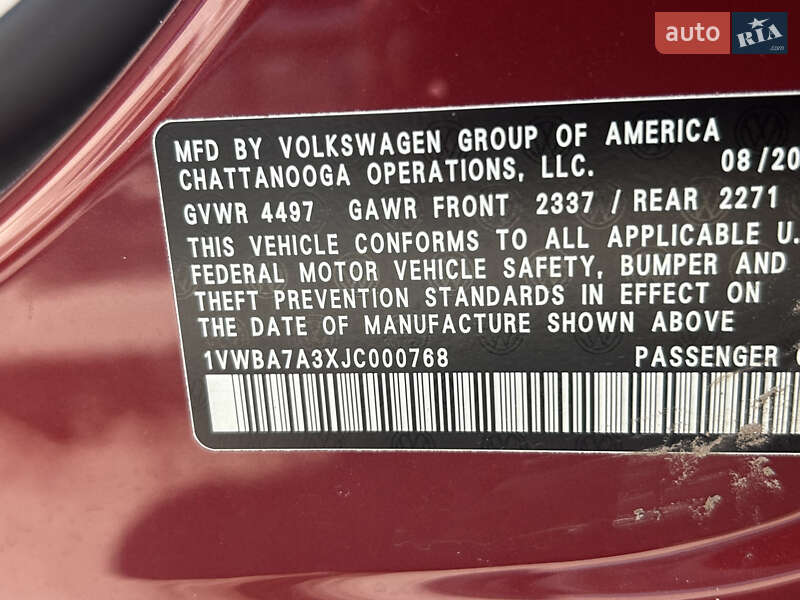 auto RIA .com
MFD BY VOLKSWAGEN GROUP OF AMERICA
CHATTANOOGA OPERATIONS, LLC. 08/20
GVWR 4497 GAWR FRONT 2337 / REAR 2271
THIS VEHICLE CONFORMS TO ALL APPLICABLE U.
FEDERAL MOTOR VEHICLE SAFETY, BUMPER AND
THEFT PREVENTION STANDARDS IN EFFECT ON
THE DATE OF MANUFACTURE SHOWN ABOVE
1VWBA7A3XJC000768 PASSENGER